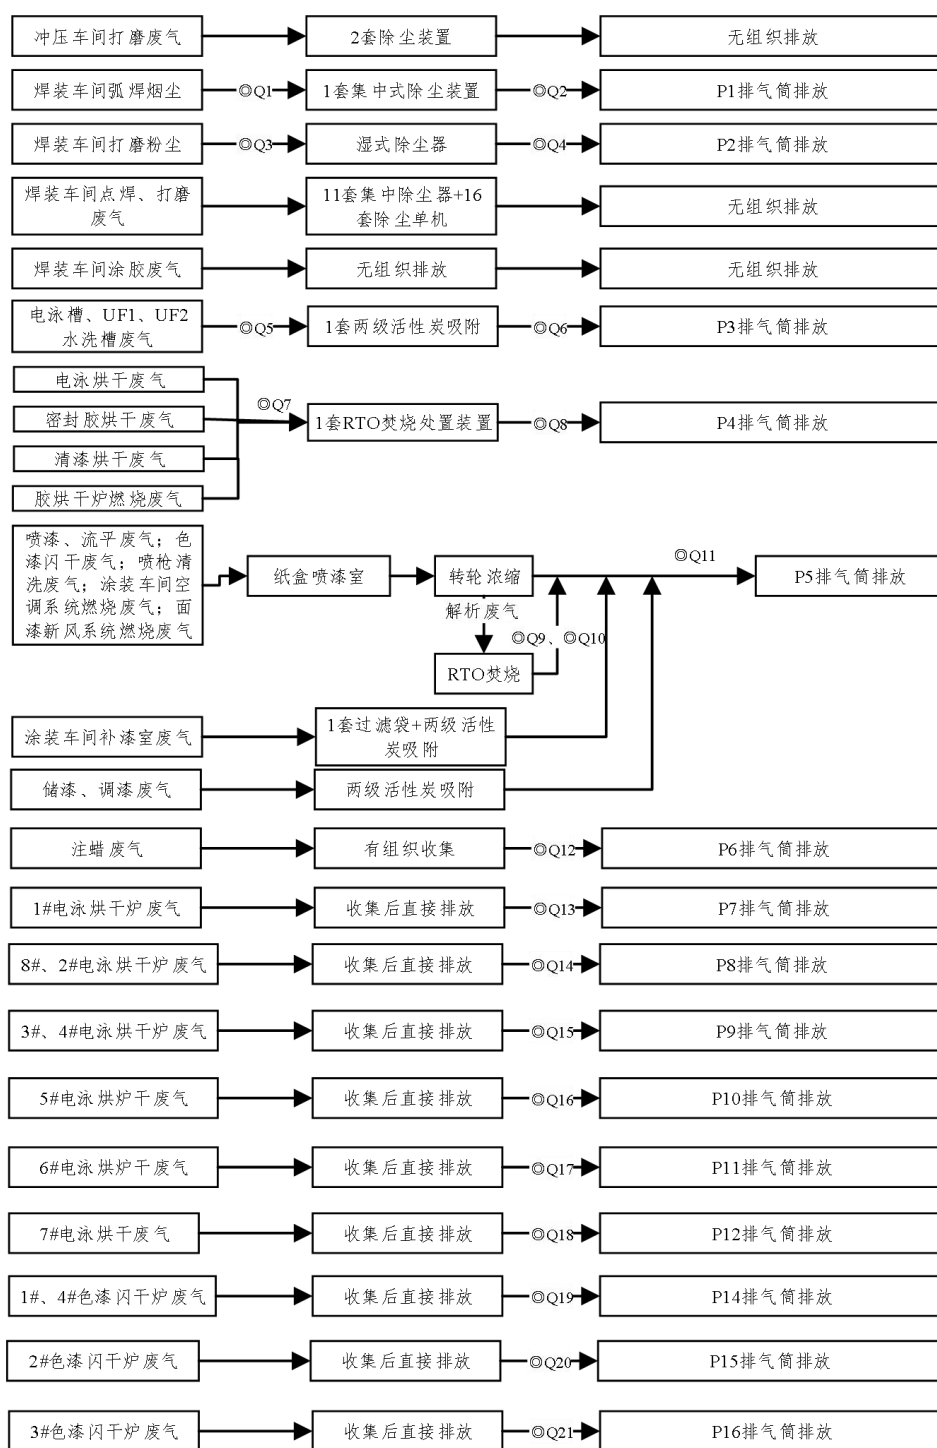 冲压车间打磨废气
2套除尘装置
无组织排放
焊装车间弧焊烟尘
◎Q1
1套集中式除尘装置
◎Q2
P1排气筒排放
焊装车间打磨粉尘
◎Q3
湿式除尘器
◎Q4
P2排气筒排放
焊装车间点焊、打磨
废气
11套集中除尘器+16
套除尘单机
无组织排放
焊装车间涂胶废气
无组织排放
无组织排放
电泳槽、UF1、UF2
水洗槽废气
◎Q5
1套两级活性炭吸附
◎Q6
P3排气筒排放
电泳烘干废气
密封胶烘干废气
清漆烘干废气
胶烘干炉燃烧废气
◎Q7
1套RTO焚烧处置装置
◎Q8
P4排气筒排放
喷漆、流平废气；色
漆闪干废气；喷枪清
洗废气；涂装车间空
调系统燃烧废气；面
漆新风系统燃烧废气
纸盒喷漆室
转轮浓缩
解析废气
◎Q9、◎Q10
RTO焚烧
◎Q11
P5排气筒排放
涂装车间补漆室废气
1套过滤袋+两级活性
炭吸附
储漆、调漆废气
两级活性炭吸附
注蜡废气
有组织收集
◎Q12
P6排气筒排放
1#电泳烘干炉废气
收集后直接排放
◎Q13
P7排气筒排放
8#、2#电泳烘干炉废气
收集后直接排放
◎Q14
P8排气筒排放
3#、4#电泳烘干炉废气
收集后直接排放
◎Q15
P9排气筒排放
5#电泳烘炉干废气
收集后直接排放
◎Q16
P10排气筒排放
6#电泳烘炉干废气
收集后直接排放
◎Q17
P11排气筒排放
7#电泳烘干废气
收集后直接排放
◎Q18
P12排气筒排放
1#、4#色漆闪干炉废气
收集后直接排放
◎Q19
P14排气筒排放
2#色漆闪干炉废气
收集后直接排放
◎Q20
P15排气筒排放
3#色漆闪干炉废气
收集后直接排放
◎Q21
P16排气筒排放